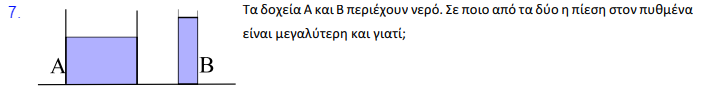 7.
Τα δοχεία Α και Β περιέχουν νερό. Σε ποιο από τα δύο η πίεση στον πυθμένα
είναι μεγαλύτερη και γιατί;
A
B